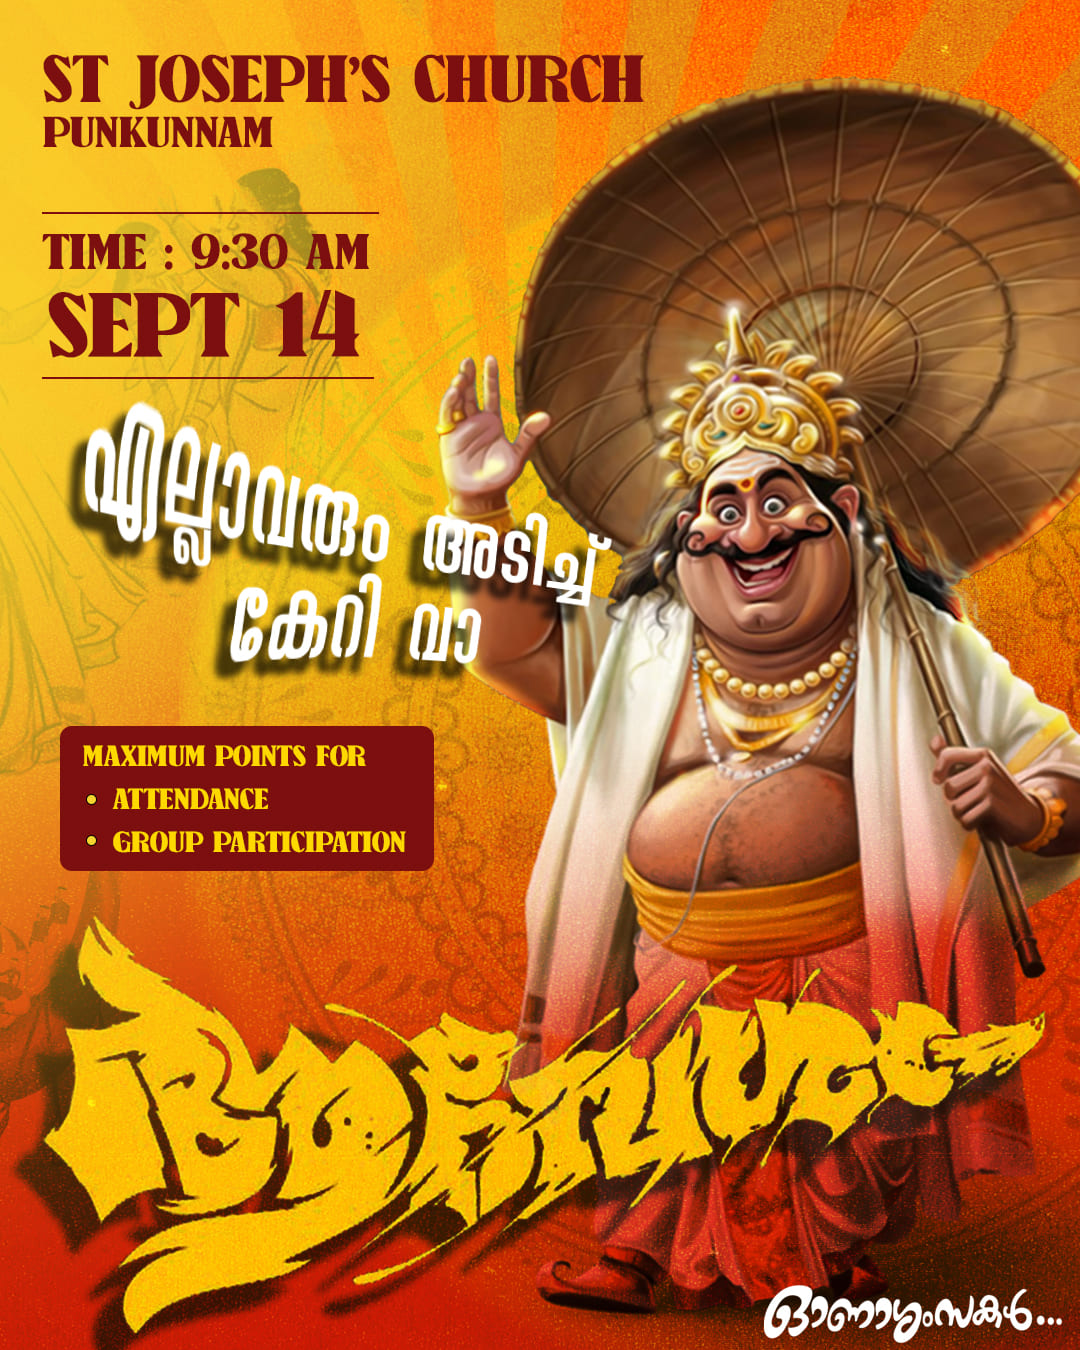 ST JOSEPH'S CHURCH
PUNKUNNAM
TIME : 9:30 AM
SEPT 14
എല്ലാവരും അടിച്ച്
കേറി വാ
MAXIMUM POINTS FOR
• ATTENDANCE
• GROUP PARTICIPATION
ഓണാശംസകൾ...